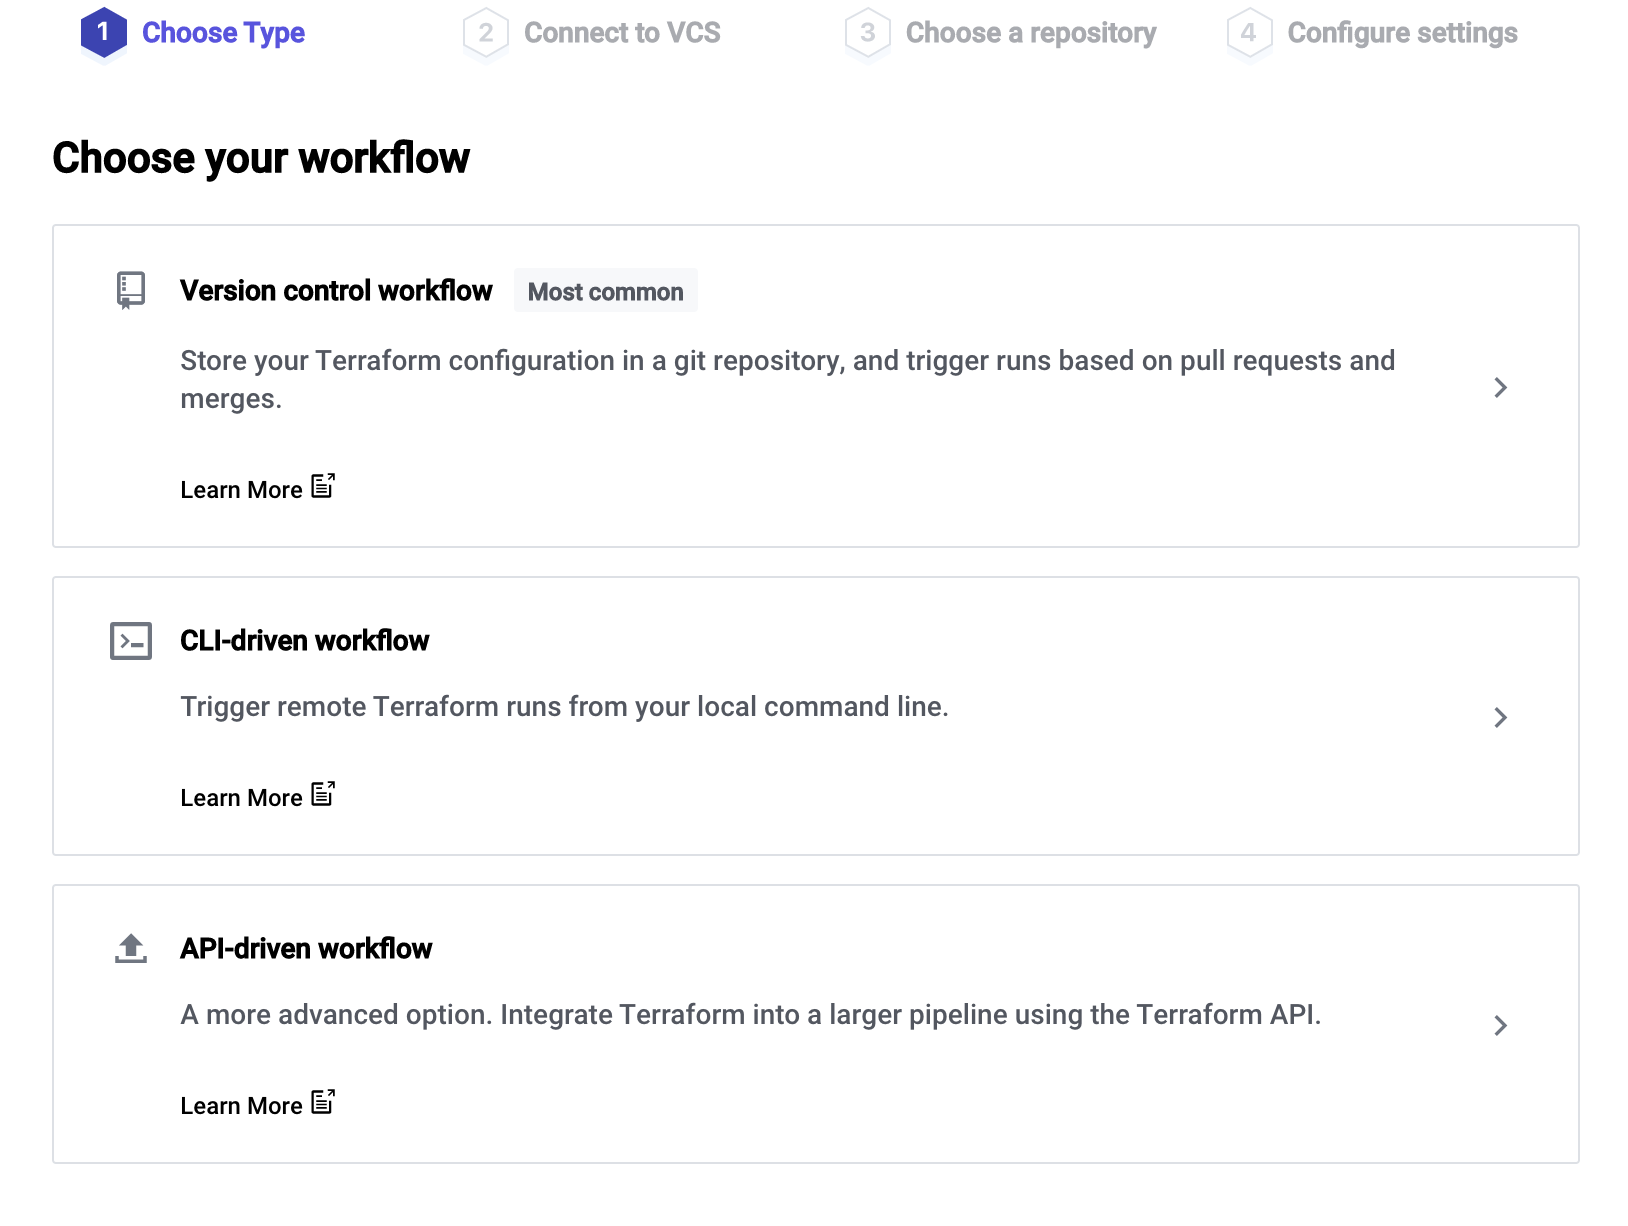 1 Choose Type 2 Connect to VCS 3 Choose a repository 4 Configure settings
Choose your workflow
Version control workflow Most common
Store your Terraform configuration in a git repository, and trigger runs based on pull requests and
merges.
Learn More
CLI-driven workflow
Trigger remote Terraform runs from your local command line.
Learn More
API-driven workflow
A more advanced option. Integrate Terraform into a larger pipeline using the Terraform API.
Learn More